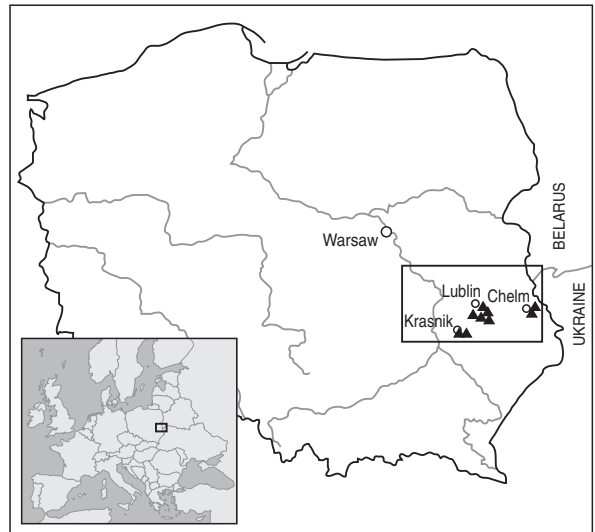 Warsaw
BELARUS
Lublin
Chelm
Krasnik
UKRAINE